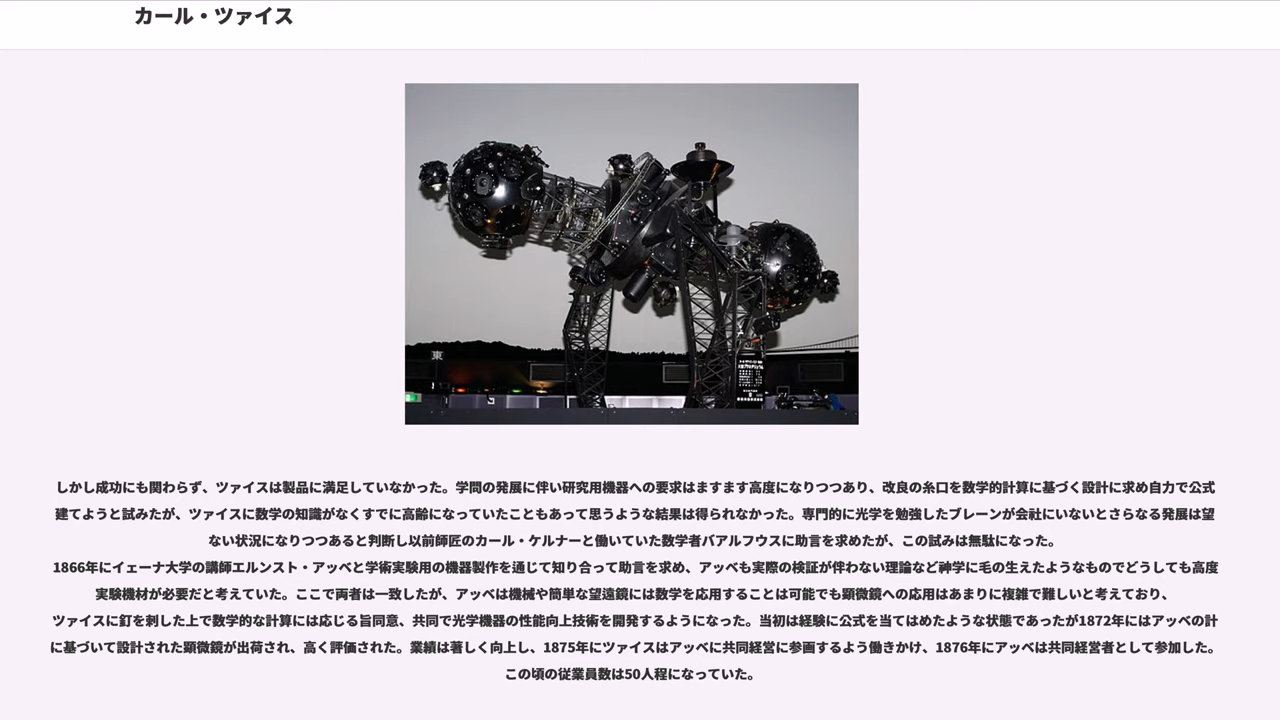 カール・ツァイス
東
しかし成功にも関わらず、ツァイスは製品に満足していなかった。学問の発展に伴い研究用機器への要求はますます高度になりつつあり、改良の糸口を数学的計算に基づく設計に求め自力で公式
建てようと試みたが、ツァイスに数学の知識がなくすでに高齢になっていたこともあって思うような結果は得られなかった。専門的に光学を勉強したブレーンが会社にいないとさらなる発展は望
ない状況になりつつあると判断し以前師匠のカール・ケルナーと働いていた数学者バアルフウスに助言を求めたが、この試みは無駄になった。
1866年にイェーナ大学の講師エルンスト・アッベと学術実験用の機器製作を通じて知り合って助言を求め、アッベも実際の検証が伴わない理論など神学に毛の生えたようなものでどうしても高度
実験機材が必要だと考えていた。ここで両者は一致したが、アッベは機械や簡単な望遠鏡には数学を応用することは可能でも顕微鏡への応用はあまりに複雑で難しいと考えており、
ツァイスに釘を刺した上で数学的な計算には応じる旨同意、共同で光学機器の性能向上技術を開発するようになった。当初は経験に公式を当てはめたような状態であったが1872年にはアッベの計
に基づいて設計された顕微鏡が出荷され、高く評価された。業績は著しく向上し、1875年にツァイスはアッベに共同経営に参画するよう働きかけ、1876年にアッベは共同経営者として参加した。
この頃の従業員数は50人程になっていた。